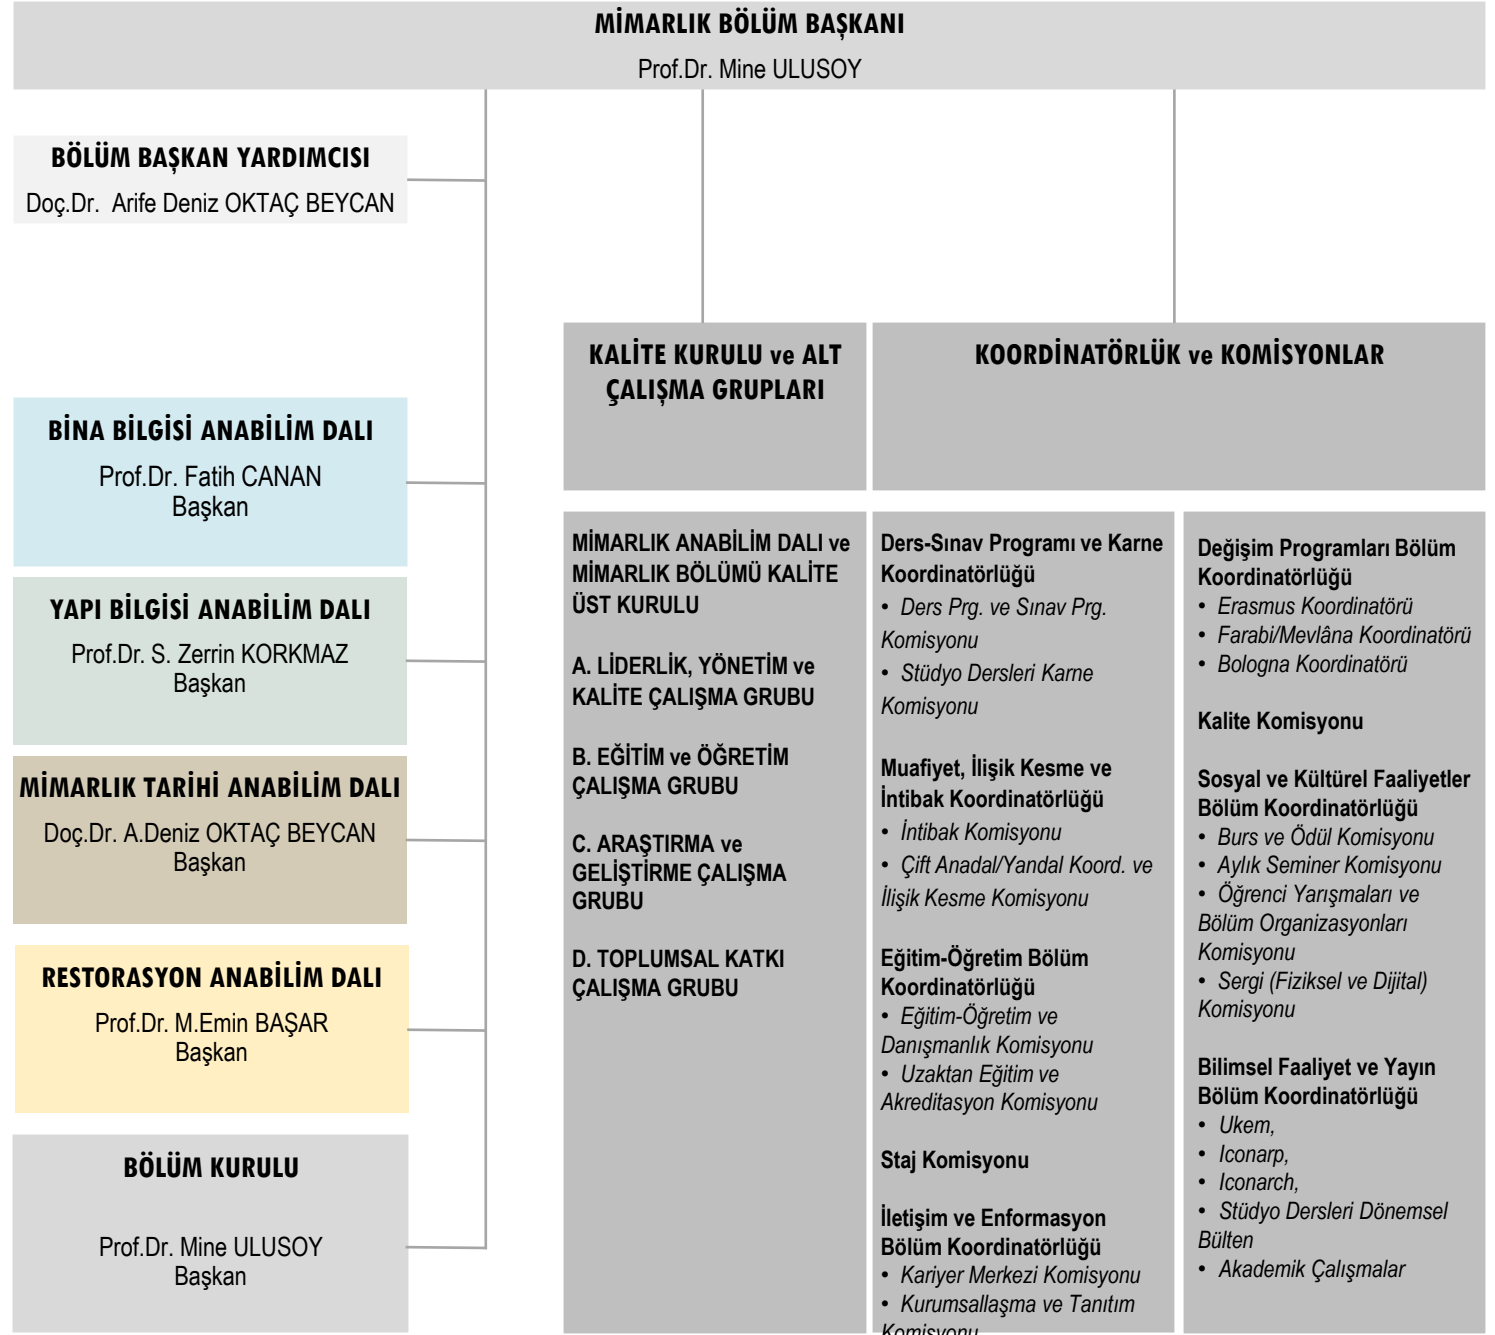 MİMARLIK BÖLÜM BAŞKANI
Prof.Dr. Mine ULUSOY
BÖLÜM BAŞKAN YARDIMCISI
Doç.Dr. Arife Deniz OKTAÇ BEYCAN
BİNA BİLGİSİ ANABİLİM DALI
Prof.Dr. Fatih CANAN
Başkan
YAPI BİLGİSİ ANABİLİM DALI
Prof.Dr. S. Zerrin KORKMAZ
Başkan
MİMARLIK TARİHİ ANABİLİM DALI
Doç.Dr. A.Deniz OKTAÇ BEYCAN
Başkan
RESTORASYON ANABİLİM DALI
Prof.Dr. M.Emin BAŞAR
Başkan
BÖLÜM KURULU
Prof.Dr. Mine ULUSOY
Başkan
KALİTE KURULU ve ALT
ÇALIŞMA GRUPLARI
MİMARLIK ANABİLİM DALI ve
MİMARLIK BÖLÜMÜ KALİTE
ÜST KURULU
A. LİDERLİK, YÖNETİM ve
KALİTE ÇALIŞMA GRUBU
B. EĞİTİM ve ÖĞRETİM
ÇALIŞMA GRUBU
C. ARAŞTIRMA ve
GELİŞTİRME ÇALIŞMA
GRUBU
D. TOPLUMSAL KATKI
ÇALIŞMA GRUBU
KOORDİNATÖRLÜK ve KOMİSYONLAR
Ders-Sınav Programı ve Karne
Koordinatörlüğü
• Ders Prg. ve Sınav Prg.
Komisyonu
• Stüdyo Dersleri Karne
Komisyonu
Muafiyet, İlişik Kesme ve
İntibak Koordinatörlüğü
• İntibak Komisyonu
• Çift Anadal/Yandal Koord. ve
İlişik Kesme Komisyonu
Eğitim-Öğretim Bölüm
Koordinatörlüğü
• Eğitim-Öğretim ve
Danışmanlık Komisyonu
• Uzaktan Eğitim ve
Akreditasyon Komisyonu
Staj Komisyonu
İletişim ve Enformasyon
Bölüm Koordinatörlüğü
• Kariyer Merkezi Komisyonu
• Kurumsallaşma ve Tanıtım
Komisyonu
Değişim Programları Bölüm
Koordinatörlüğü
• Erasmus Koordinatörü
• Farabi/Mevlâna Koordinatörü
• Bologna Koordinatörü
Kalite Komisyonu
Sosyal ve Kültürel Faaliyetler
Bölüm Koordinatörlüğü
• Burs ve Ödül Komisyonu
• Aylık Seminer Komisyonu
• Öğrenci Yarışmaları ve
Bölüm Organizasyonları
Komisyonu
• Sergi (Fiziksel ve Dijital)
Komisyonu
Bilimsel Faaliyet ve Yayın
Bölüm Koordinatörlüğü
• Ukem,
• Iconarp,
• Iconarch,
• Stüdyo Dersleri Dönemsel
Bülten
• Akademik Çalışmalar